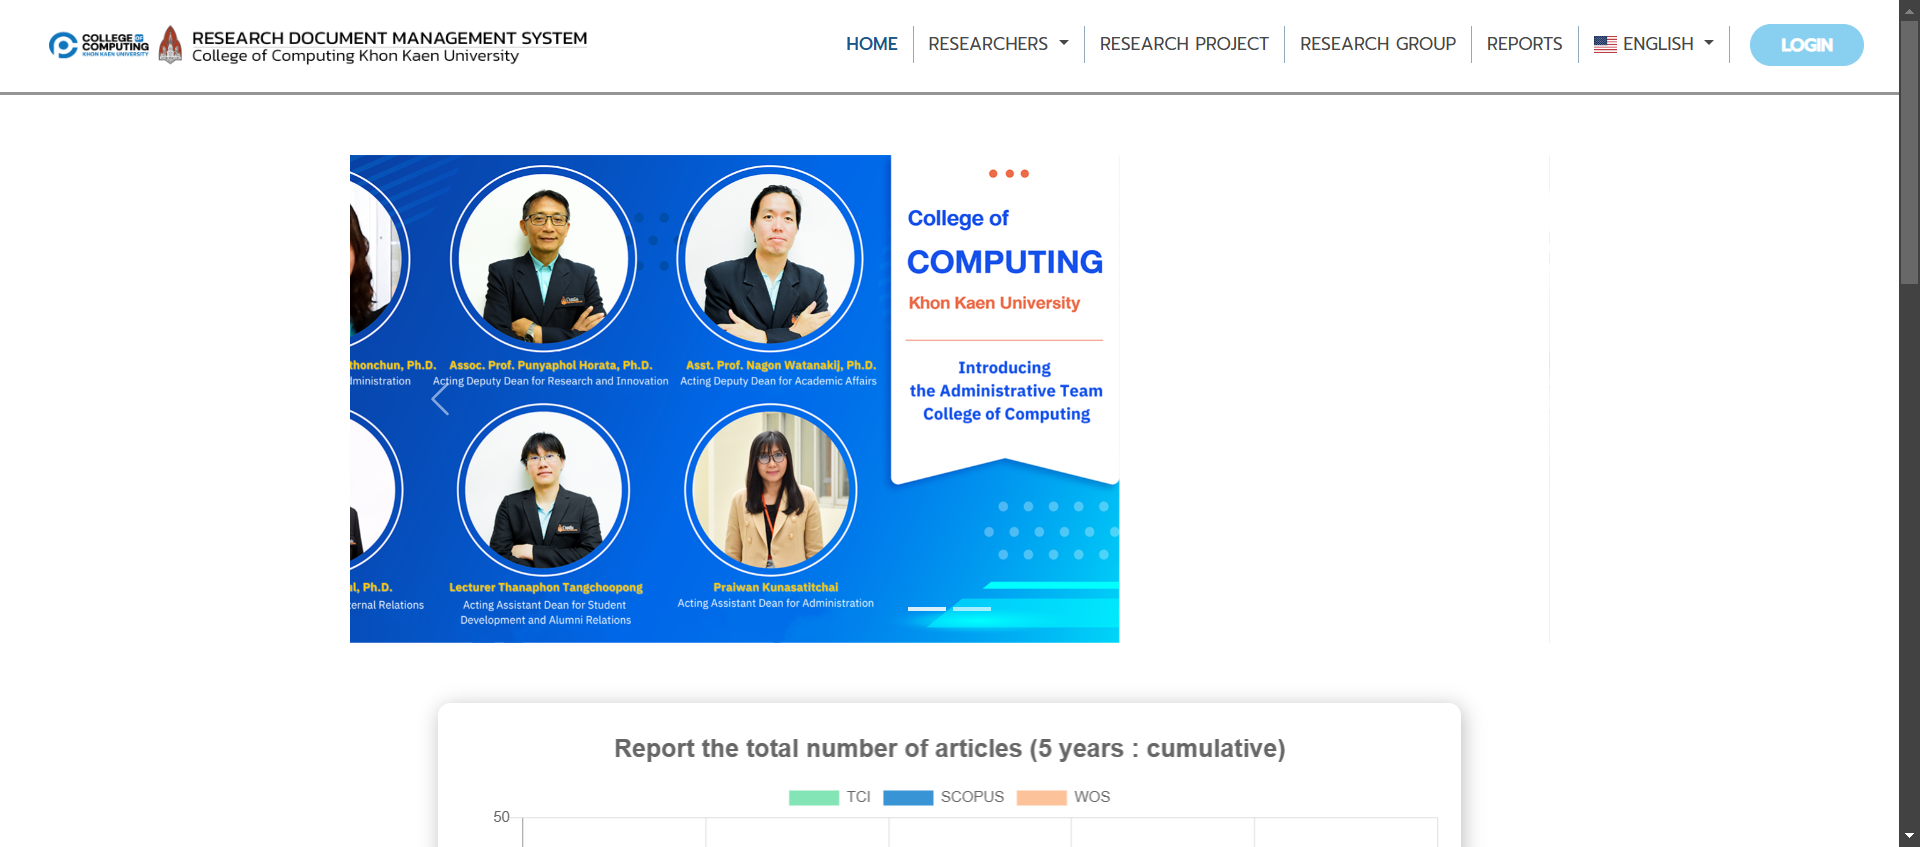 COLLEGE OF
COMPUTING
KHON KAEN UNIVERSITY
RESEARCH DOCUMENT MANAGEMENT SYSTEM
College of Computing Khon Kaen University
HOME
RESEARCHERS
RESEARCH PROJECT
RESEARCH GROUP
REPORTS
ENGLISH
LOGIN
College of
COMPUTING
Khon Kaen University
Introducing
the Administrative Team
College of Computing
thonchun, Ph.D.
Assoc. Prof. Punyaphol Horata, Ph.D.
Asst. Prof. Nagon Watanakij, Ph.D.
dministration
Acting Deputy Dean for Research and Innovation
Acting Deputy Dean for Academic Affairs
Ph.D.
Lecturer Thanaphon Tangchoopong
Praiwan Kunasatitchai
ternal Relations
Acting Assistant Dean for Student
Development and Alumni Relations
Acting Assistant Dean for Administration
Report the total number of articles (5 years : cumulative)
TCI
SCOPUS
WOS
50